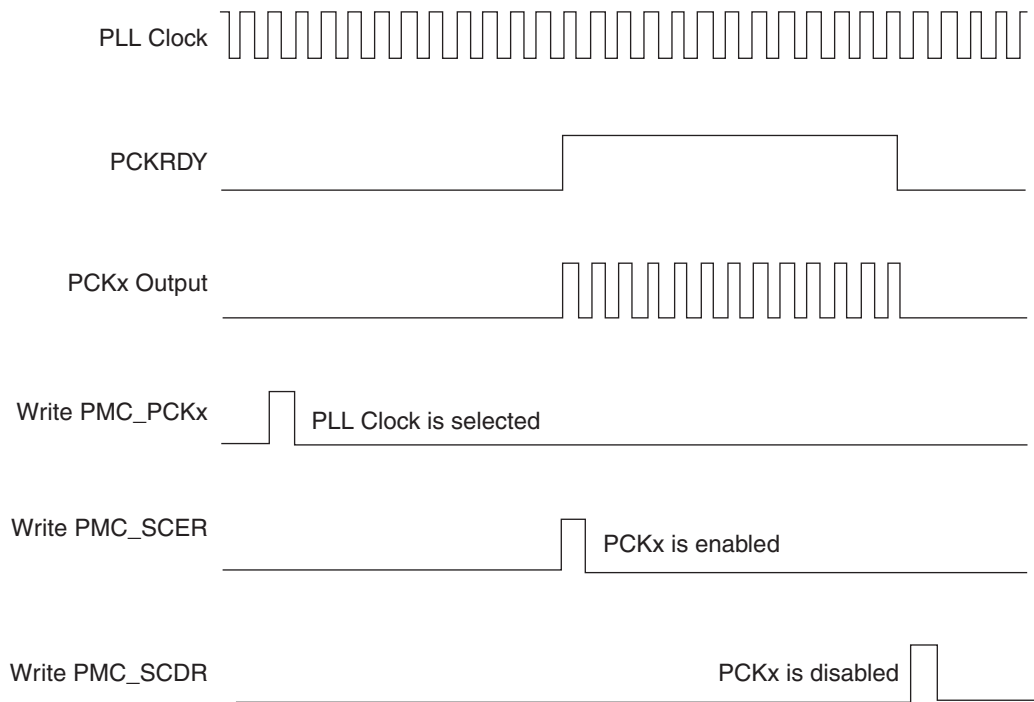 PLL Clock
PCKRDY
PCKx Output
Write PMC_PCKx
PLL Clock is selected
Write PMC_SCER
PCKx is enabled
Write PMC_SCDR
PCKx is disabled